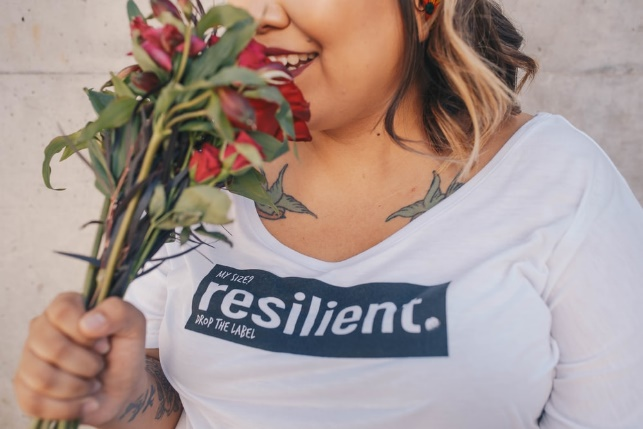 MY SIZE?
resilient.
DROP THE LABEL